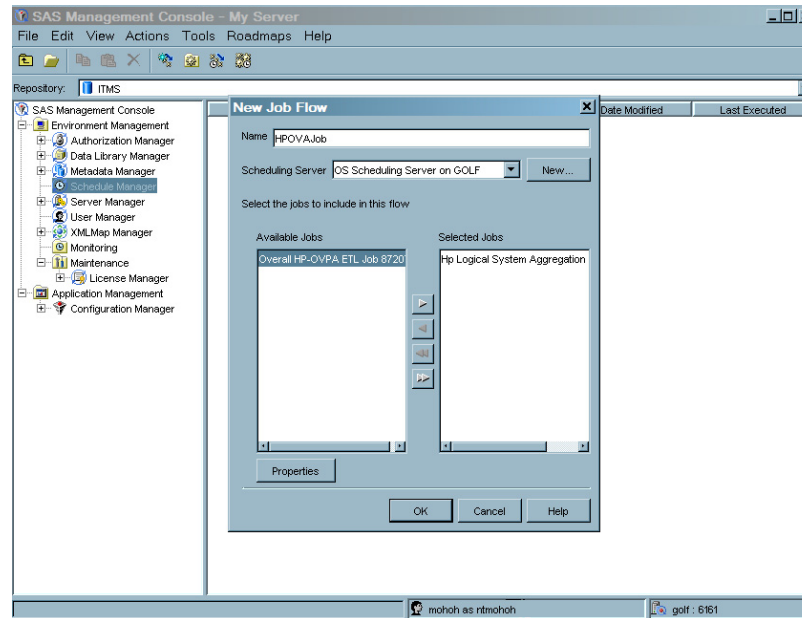 SAS Management Console - My Server
File Edit View Actions Tools Roadmaps Help
Repository: ITMS
SAS Management Console
Environment Management
Authorization Manager
Data Library Manager
Metadata Manager
Schedule Manager
Server Manager
User Manager
XMLMap Manager
Monitoring
Maintenance
License Manager
Application Management
Configuration Manager
Date Modified Last Executed
New Job Flow
Name HPOVAJob
Scheduling Server OS Scheduling Server on GOLF New...
Select the jobs to include in this flow
Available Jobs Selected Jobs
Overall HP-OVPA ETL Job 8720 Hp Logical System Aggregation
Properties
OK Cancel Help
mohoh as ntmohoh golf : 6161